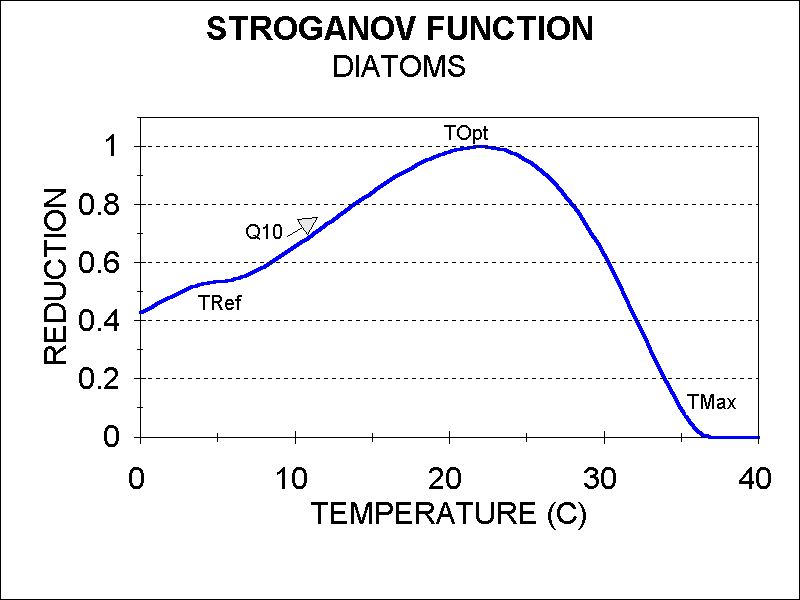 STROGANOV FUNCTION
DIATOMS
REDUCTION
1
0.8
0.6
0.4
0.2
0
TOpt
Q10
TRef
TMax
0 10 20 30 40
TEMPERATURE (C)